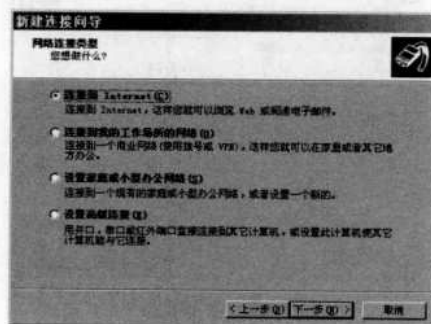 新建连接向导
网络连接类型
您想做什么?
连接到 Internet(C)
连接到 Internet，这样您就可以浏览 Web 或阅读电子邮件。
连接到我的工作场所的网络(O)
连接到一个商业网络(使用拨号或 VPN)，这样您就可以在家庭或者其它地
方办公。
设置家庭或小型办公网络(S)
连接到一个现有的家庭或小型办公网络，或者设置一个新的。
设置高级连接(E)
用并口，串口或红外端口直接连接到其它计算机，或设置此计算机使其它
计算机能与它连接。
<上一步(B) 下一步(N)> 取消